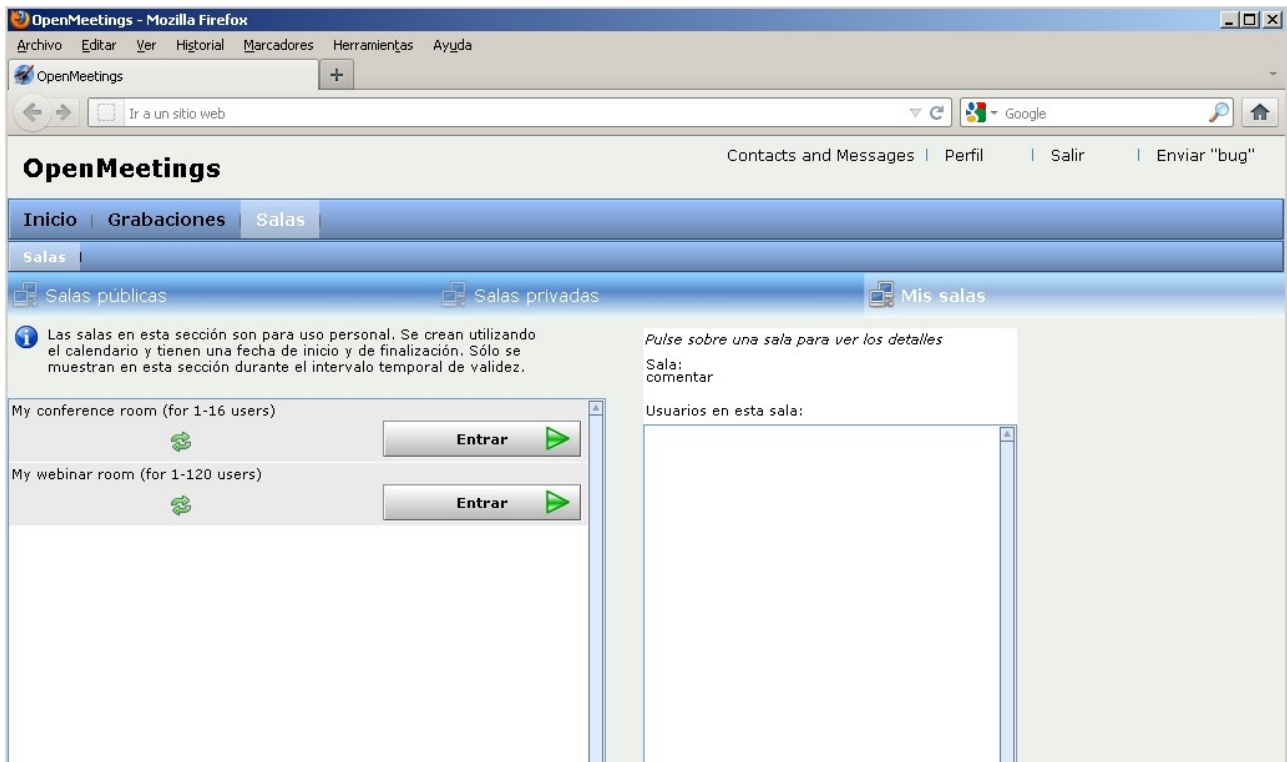 OpenMeetings - Mozilla Firefox
Archivo Editar Ver Historial Marcadores Herramientas Ayuda
OpenMeetings
Ir a un sitio web
Google
OpenMeetings
Contacts and Messages | Perfil | Salir | Enviar "bug"
Inicio | Grabaciones | Salas |
Salas |
Salas públicas
Salas privadas
Mis salas
Las salas en esta sección son para uso personal. Se crean utilizando
el calendario y tienen una fecha de inicio y de finalización. Sólo se
muestran en esta sección durante el intervalo temporal de validez.
My conference room (for 1-16 users)
Entrar
My webinar room (for 1-120 users)
Entrar
Pulse sobre una sala para ver los detalles
Sala:
comentar
Usuarios en esta sala: